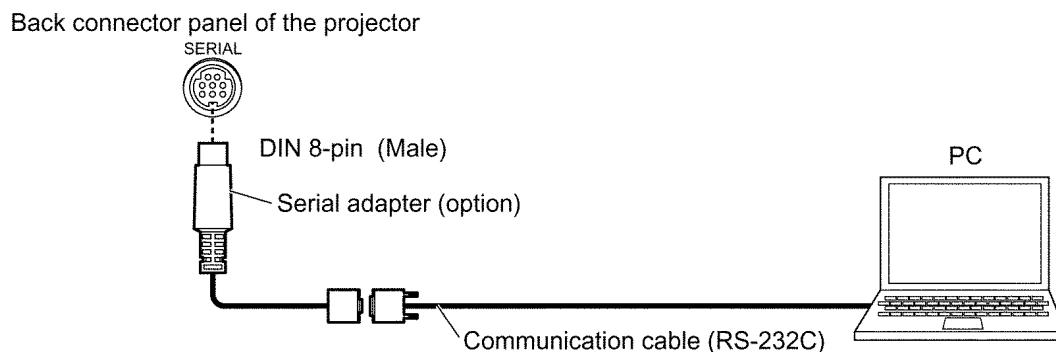 Back connector panel of the projector
SERIAL
DIN 8-pin (Male)
PC
Serial adapter (option)
Communication cable (RS-232C)